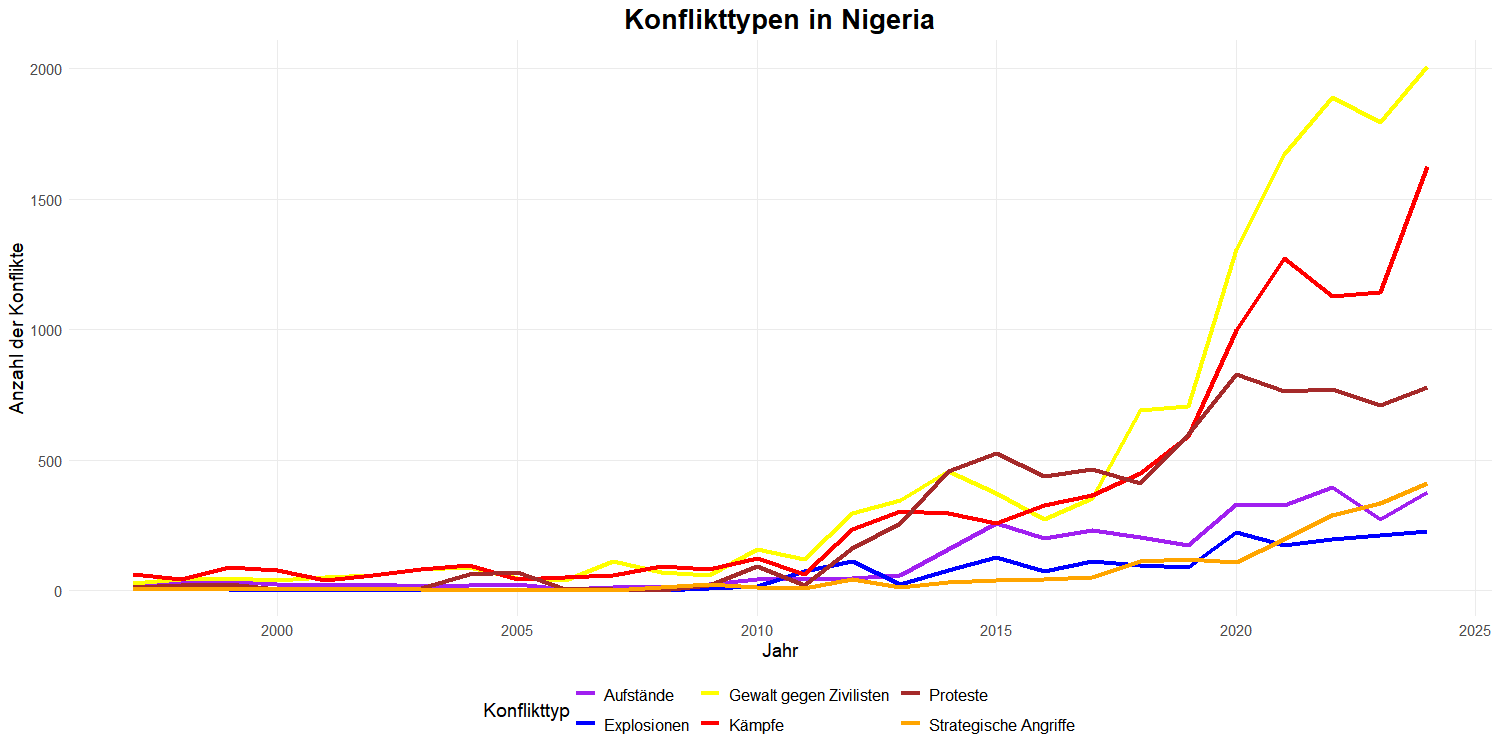 Konflikttypen in Nigeria
Anzahl der Konflikte
2000
1500
1000
500
0
2000 2005 2010 2015 2020 2025
Jahr
Konflikttyp
Aufstände Gewalt gegen Zivilisten Proteste
Explosionen Kämpfe Strategische Angriffe